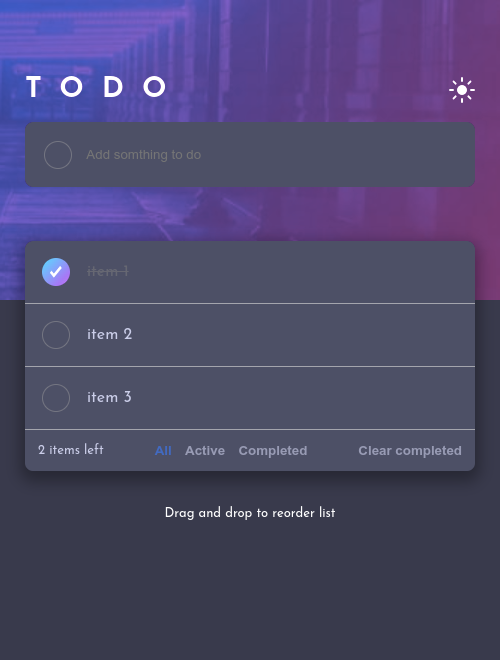 TODO
Add somthing to do
item 1
item 2
item 3
2 items left All Active Completed Clear completed
Drag and drop to reorder list